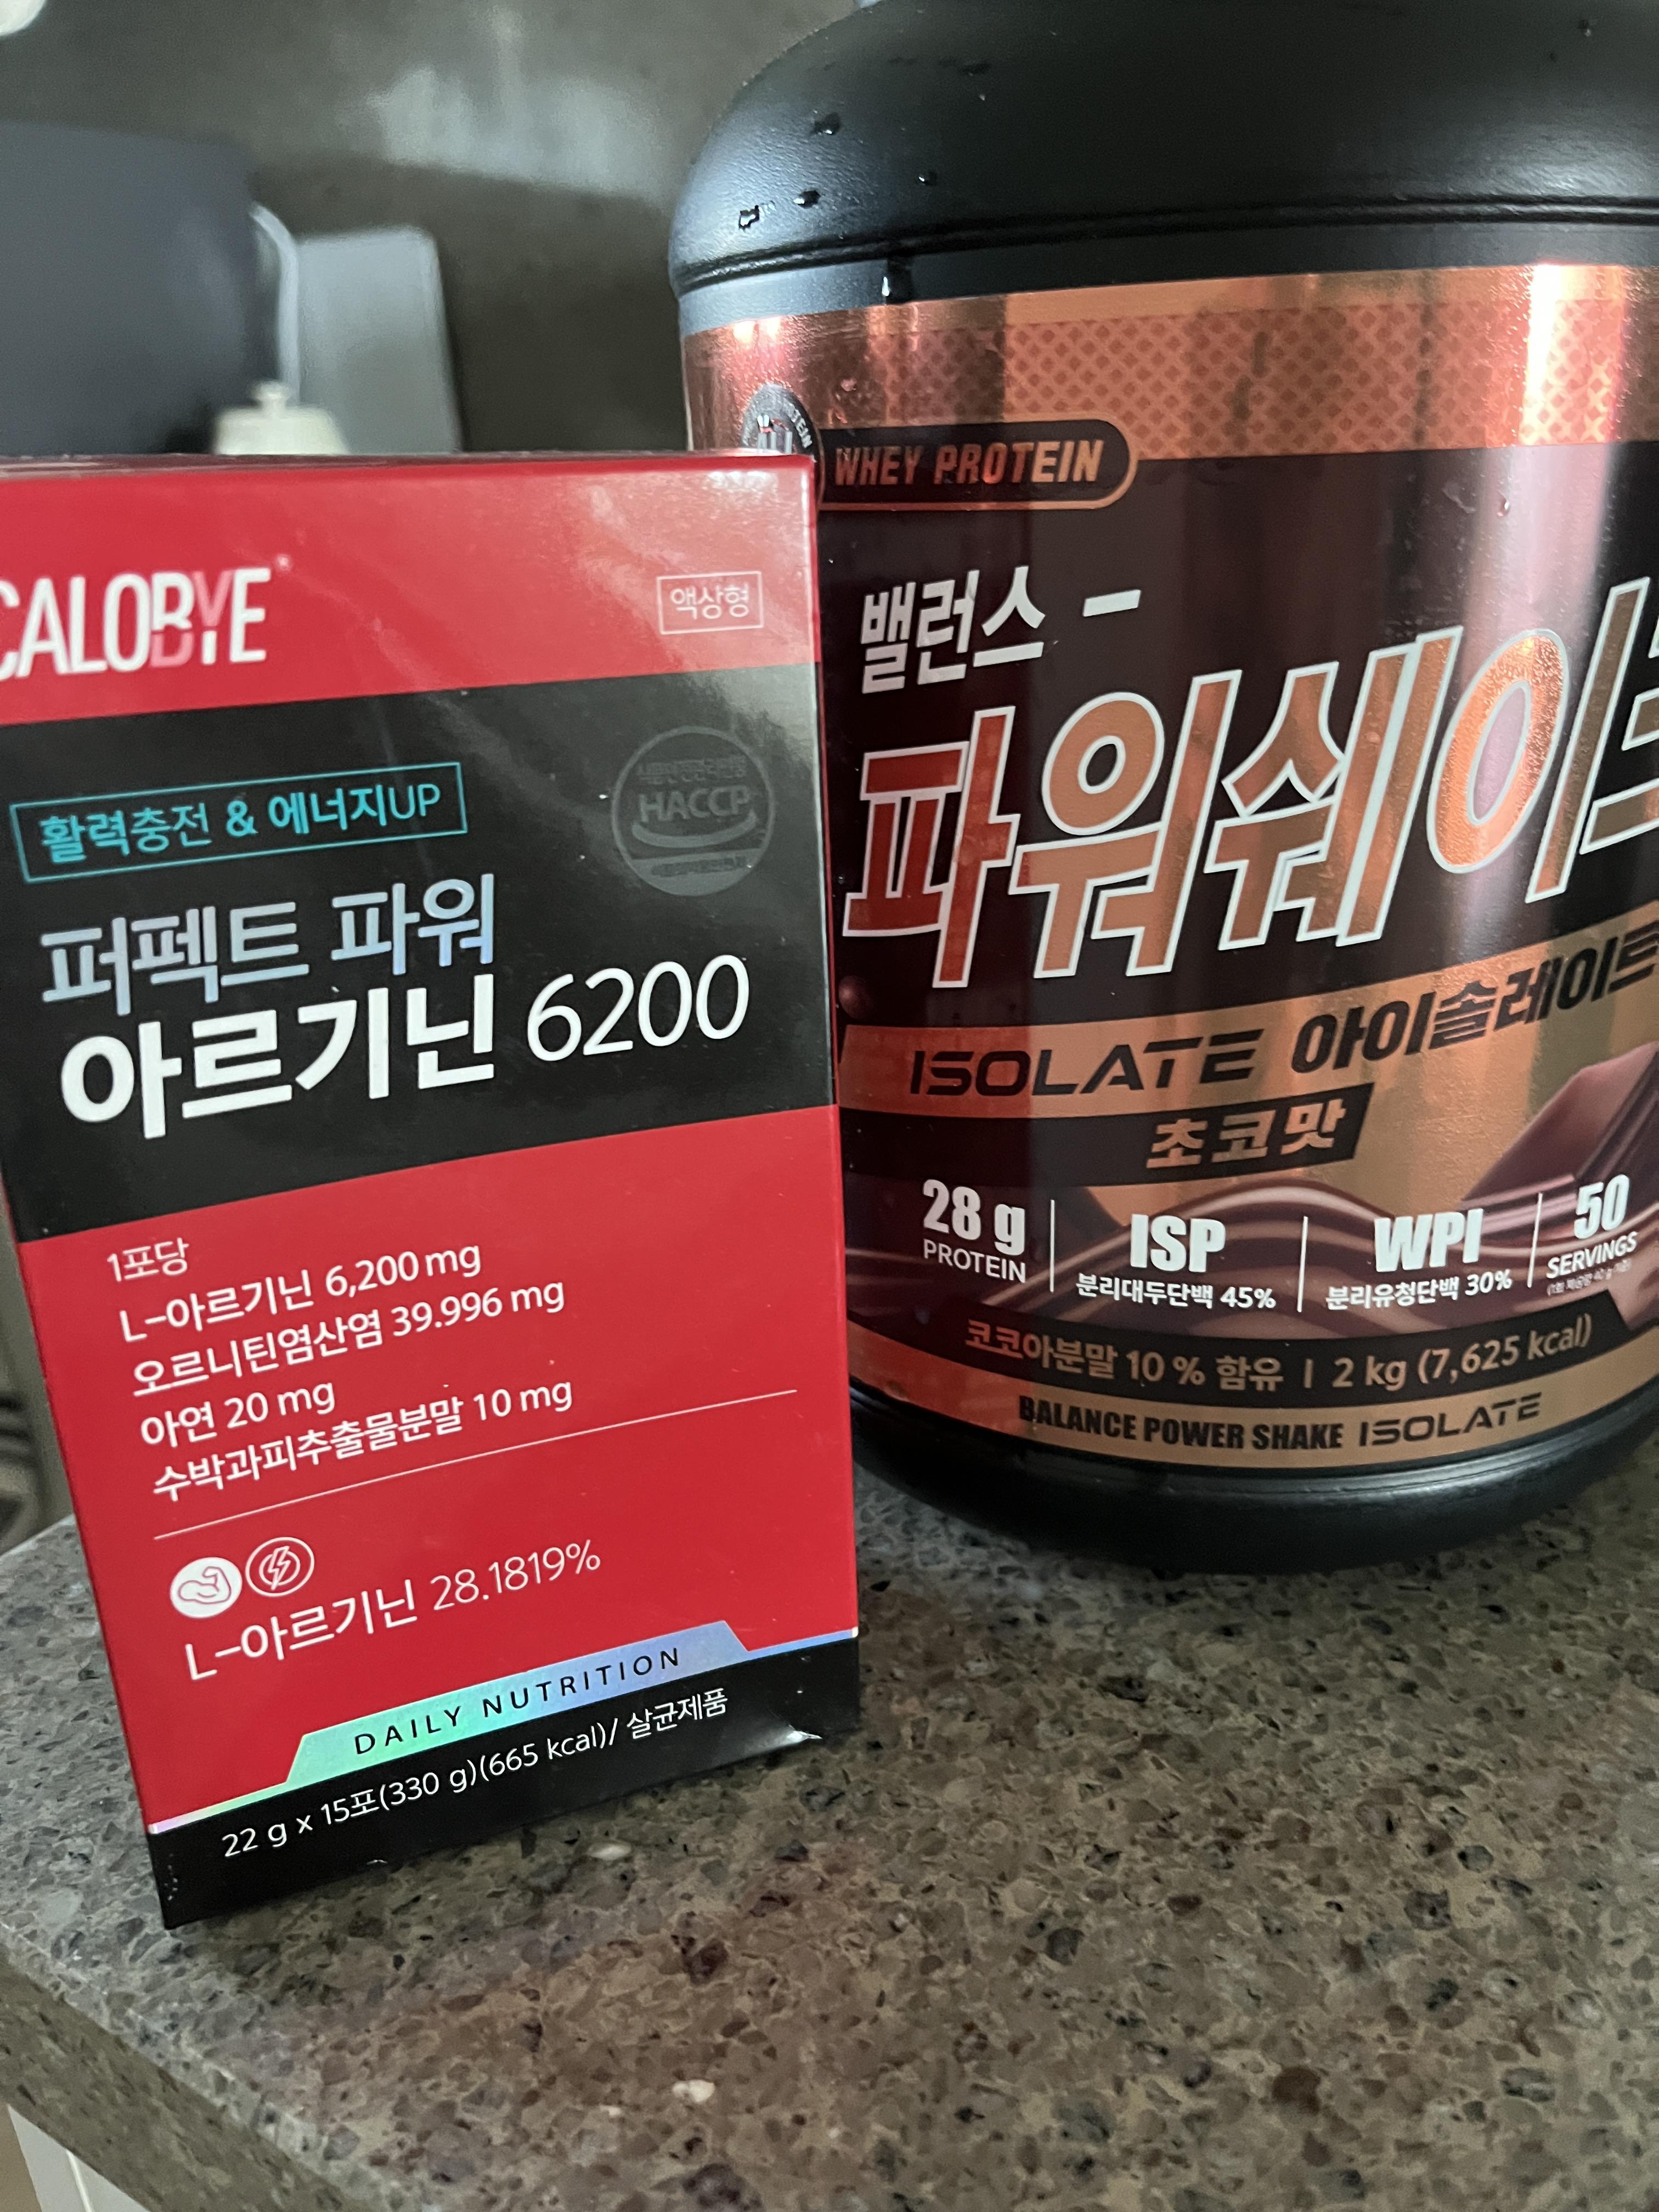 CALOBYE
액상형
활력충전 & 에너지UP
HACCP
퍼펙트 파워
아르기닌 6200
1포당
L-아르기닌 6,200 mg
오르니틴염산염 39.996 mg
아연 20 mg
수박과피추출물분말 10 mg
L-아르기닌 28.1819%
DAILY NUTRITION
22 g x 15포(330 g)(665 kcal)/ 살균제품
WHEY PROTEIN
밸런스 -
파워쉐이크
ISOLATE 아이솔레이트
초코맛
28 g
PROTEIN
ISP
분리대두단백 45%
WPI
분리유청단백 30%
50
SERVINGS
코코아분말 10 % 함유 | 2 kg (7,625 kcal)
BALANCE POWER SHAKE ISOLATE